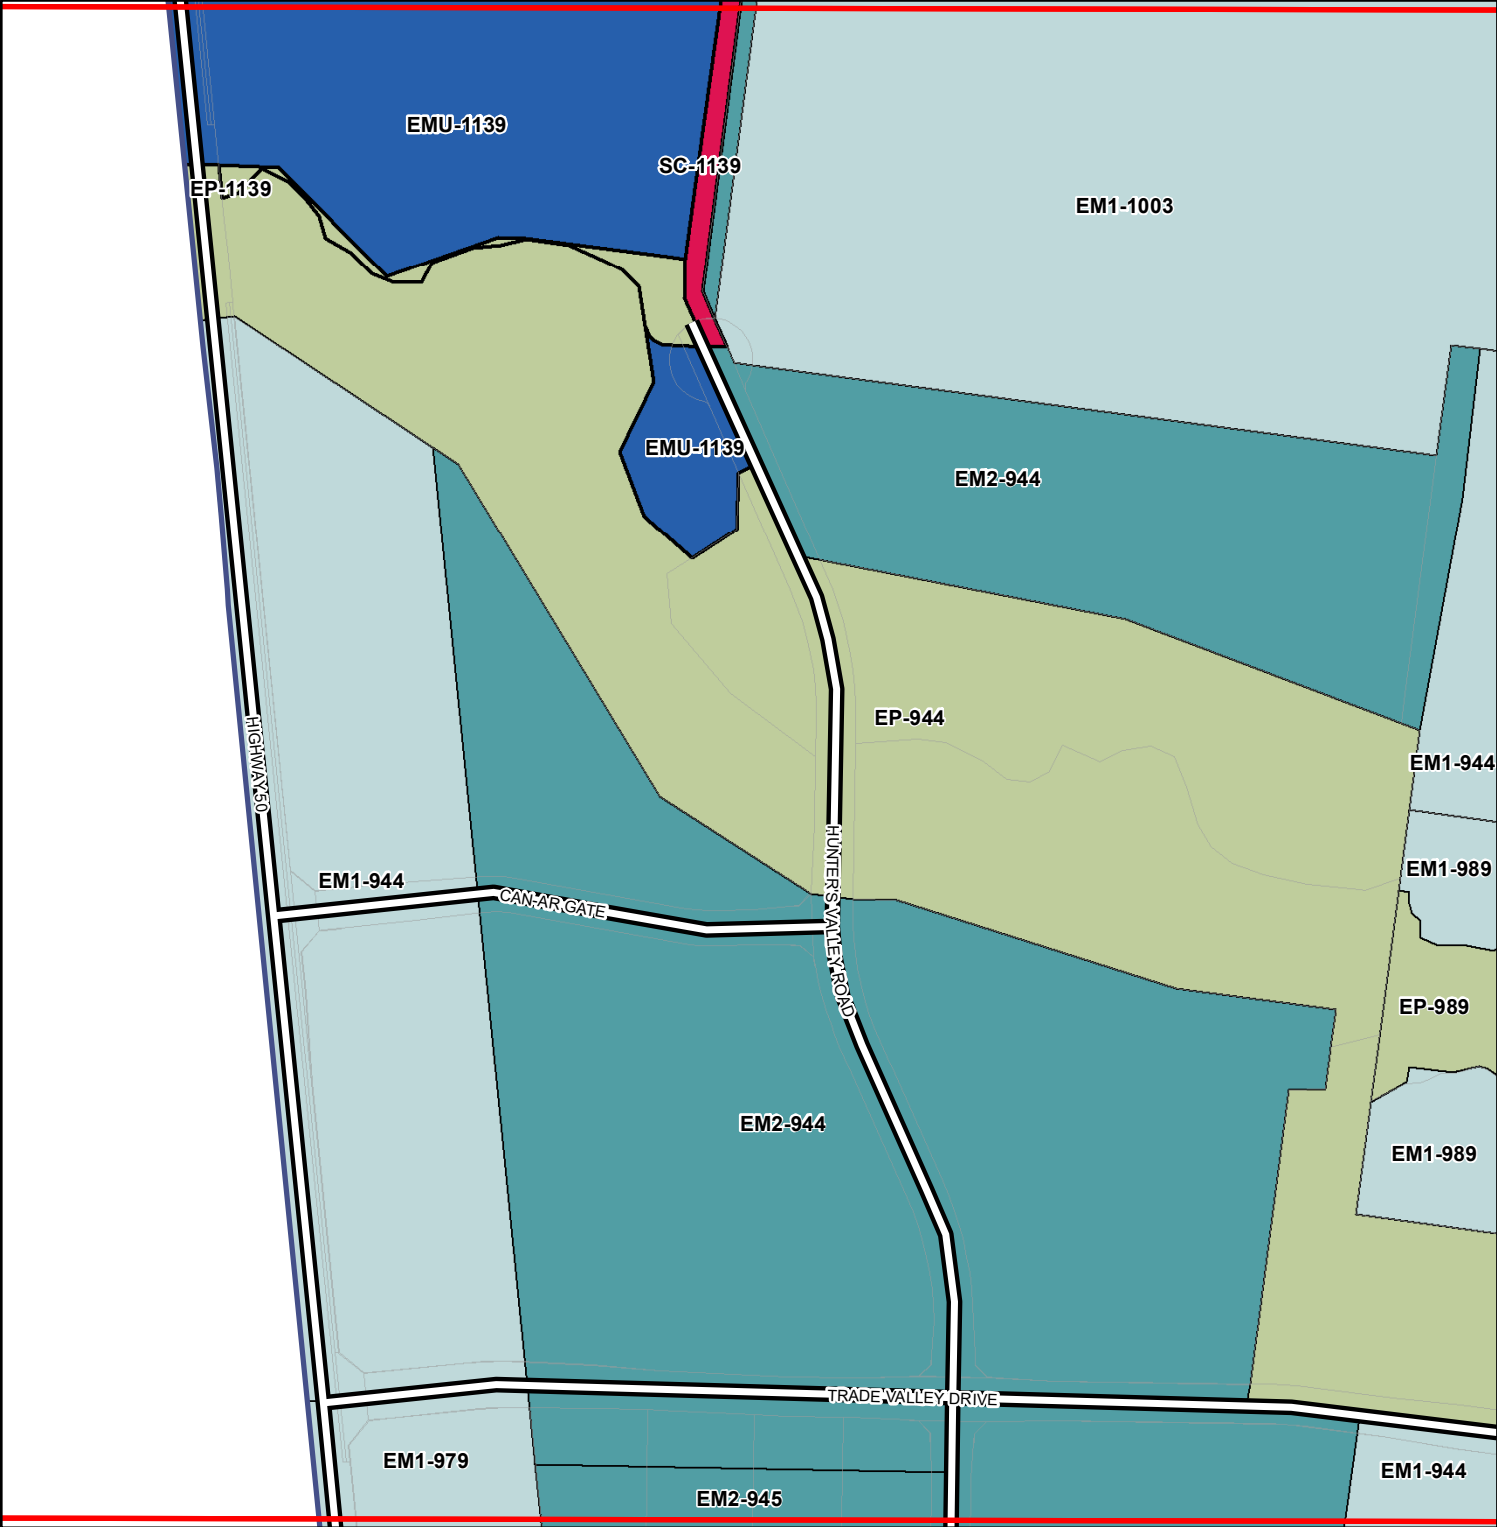 EMU-1139
SC-1139
EP-1139
EM1-1003
EMU-1139
EM2-944
EP-944
HIGHWAY 50
EM1-944
EM1-989
EM1-944
CAN-AR GATE
HUNTER'S VALLEY ROAD
EP-989
EM2-944
EM1-989
TRADE VALLEY DRIVE
EM1-979
EM1-944
EM2-945